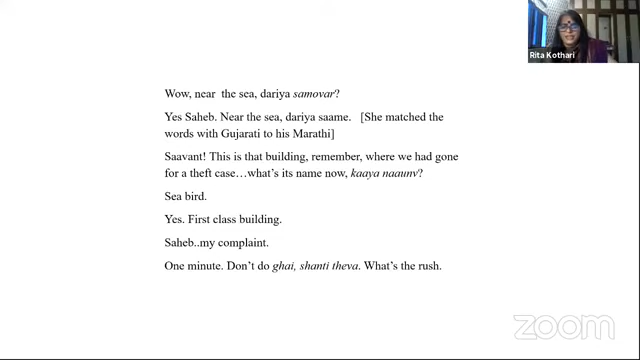 Rita Kothari
Wow, near the sea, dariya samovar?
Yes Saheb. Near the sea, dariya saame. [She matched the
words with Gujarati to his Marathi]
Saavant! This is that building, remember, where we had gone
for a theft case…what's its name now, kaaya naaunv?
Sea bird.
Yes. First class building.
Saheb..my complaint.
One minute. Don't do ghai, shanti theva. What's the rush.
zoom